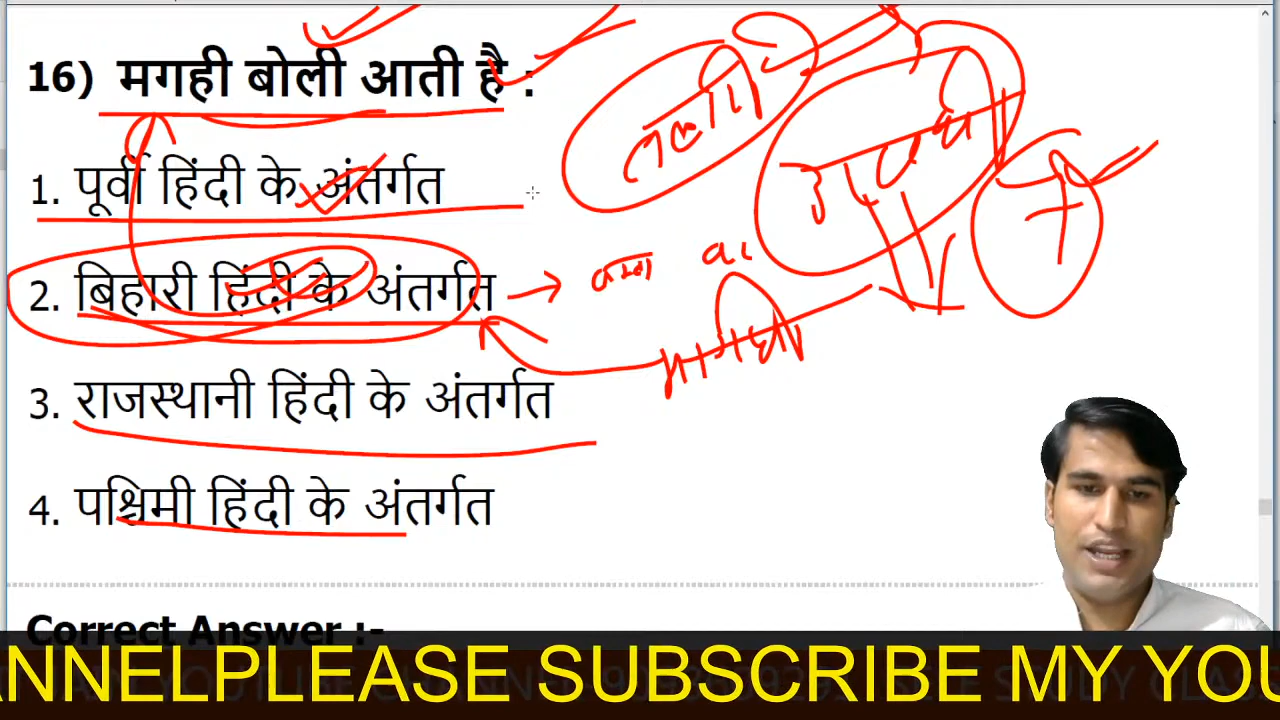 16) मगही बोली आती है :
1. पूर्वी हिंदी के अंतर्गत
2. बिहारी हिंदी के अंतर्गत
3. राजस्थानी हिंदी के अंतर्गत
4. पश्चिमी हिंदी के अंतर्गत
मागधी
Correct Answer :-
ANNELPLEASE SUBSCRIBE MY YOU